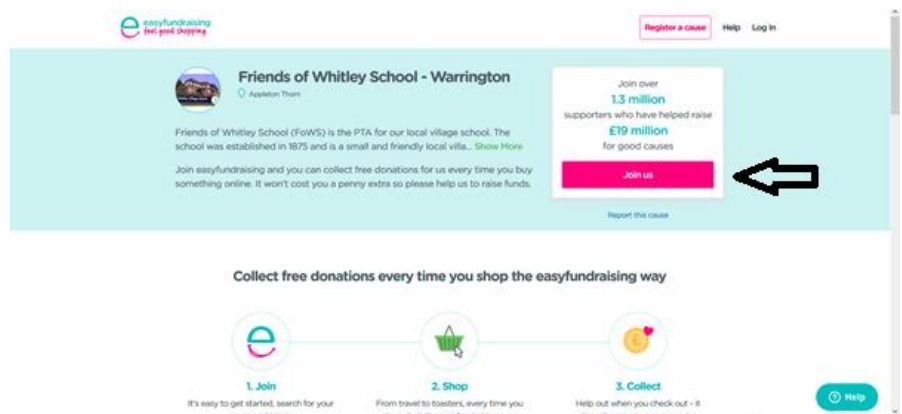 easyfundraising
feel good shopping
Register a cause
Help
Log In
Friends of Whitley School - Warrington
Appleton Thorn
Friends of Whitley School (FoWS) is the PTA for our local village school. The
school was established in 1875 and is a small and friendly local villa... Show More
Join easyfundraising and you can collect free donations for us every time you buy
something online. It won't cost you a penny extra so please help us to raise funds.
Join over
1.3 million
supporters who have helped raise
£19 million
for good causes
Join us
Report this cause
Collect free donations every time you shop the easyfundraising way
1. Join
2. Shop
3. Collect
It's easy to get started, search for your
From travel to toasters, every time you
Help out when you check out - it
Help